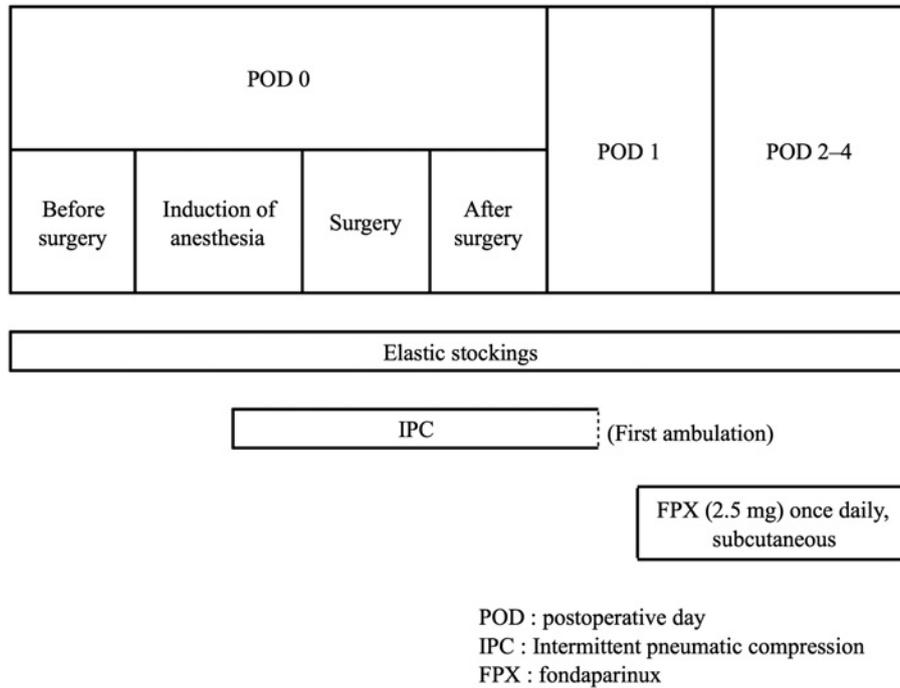 POD 0
POD 1
POD 2–4
Before
surgery
Induction of
anesthesia
Surgery
After
surgery
Elastic stockings
IPC
(First ambulation)
FPX (2.5 mg) once daily,
subcutaneous
POD : postoperative day
IPC : Intermittent pneumatic compression
FPX : fondaparinux